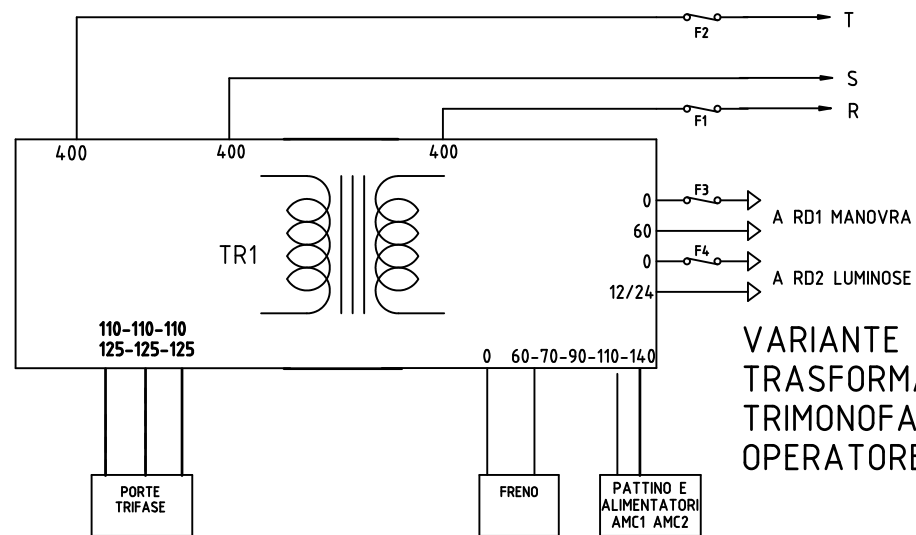 T
F2
S
R
F1
400
400
400
0
F3
A RD1 MANOVRA
60
TR1
0
F4
A RD2 LUMINOSE
12/24
110-110-110
125-125-125
0
60-70-90-110-140
VARIANTE
OPERATORE
PORTE
TRIFASE
FRENO
PATTINO E
ALIMENTATORI
AMC1 AMC2